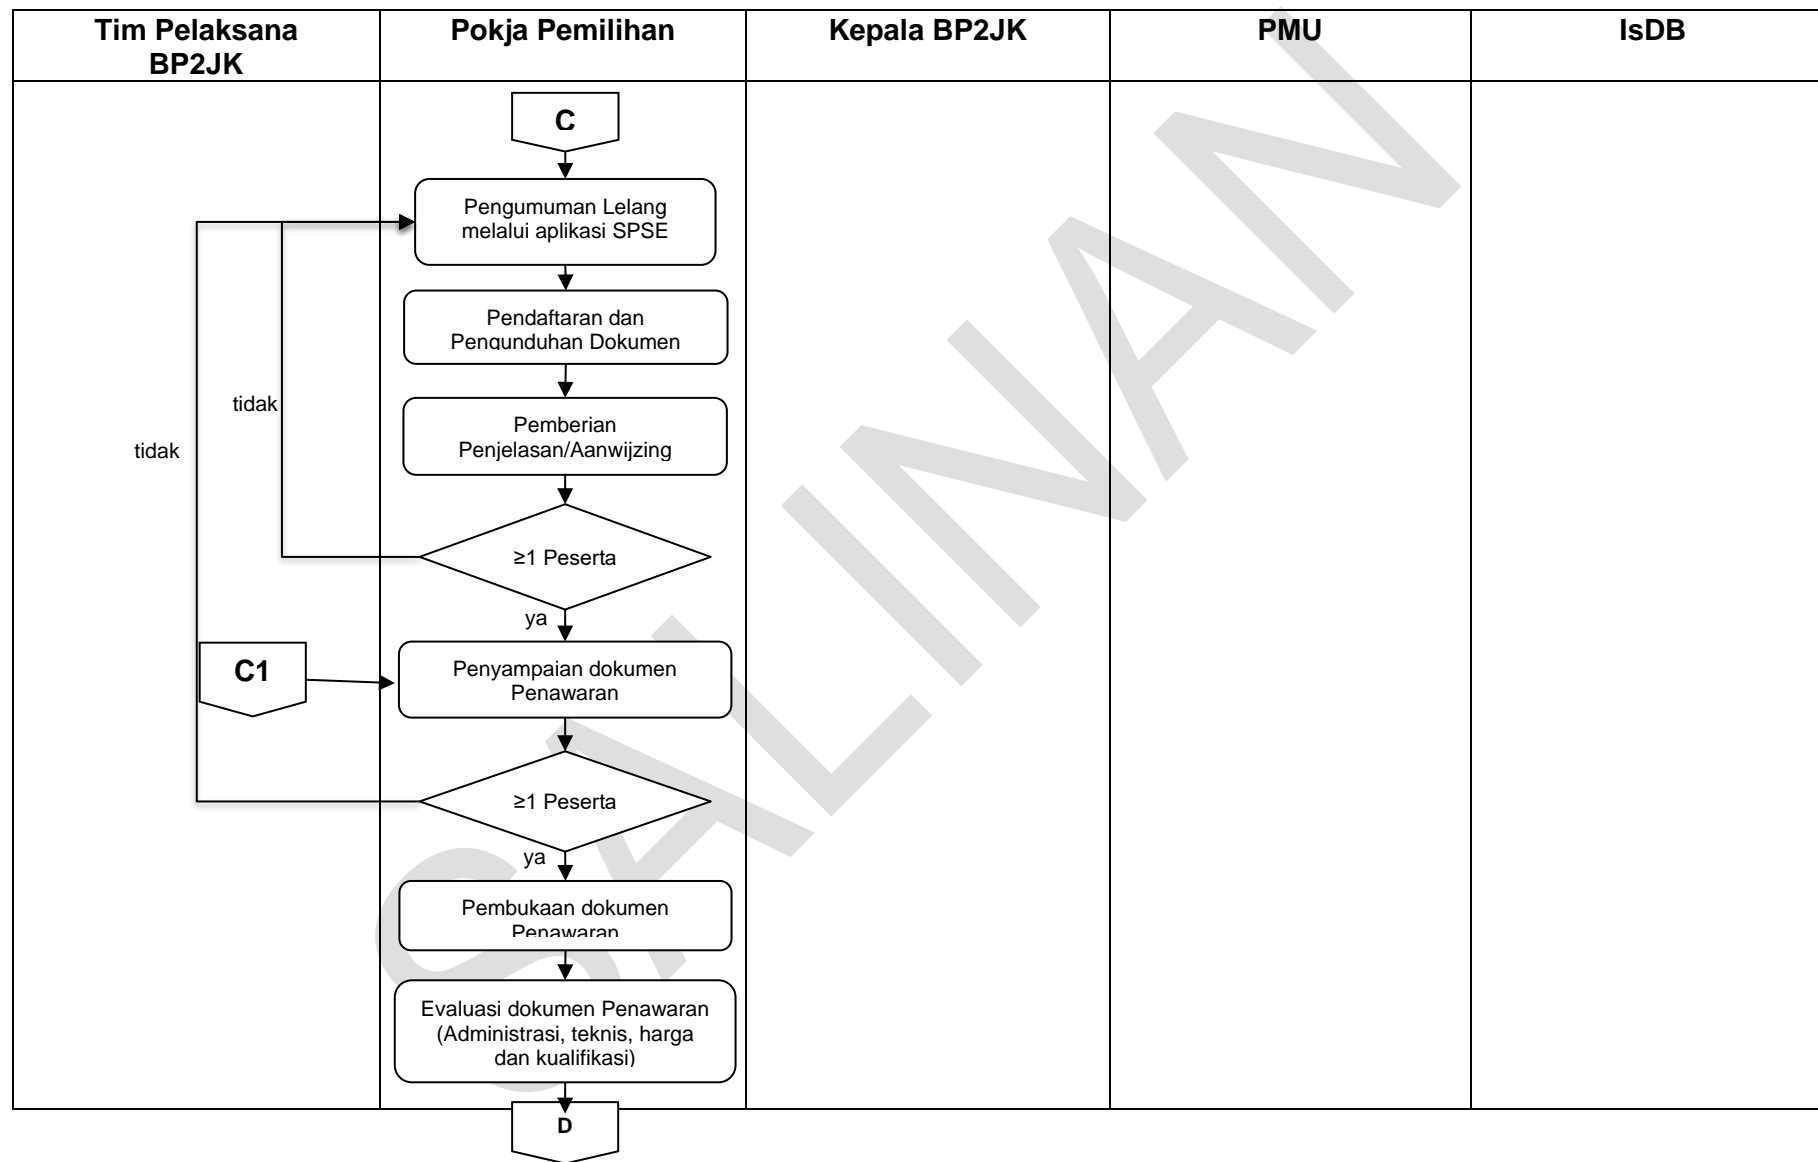 Tim Pelaksana
BP2JK
Pokja Pemilihan
Kepala BP2JK
PMU
IsDB
C
Pengumuman Lelang
melalui aplikasi SPSE
Pendaftaran dan
Pengunduhan Dokumen
tidak
tidak
Pemberian
Penjelasan/Aanwijzing
≥1 Peserta
ya
C1
Penyampaian dokumen
Penawaran
≥1 Peserta
ya
Pembukaan dokumen
Penawaran
Evaluasi dokumen Penawaran
(Administrasi, teknis, harga
dan kualifikasi)
D
SALINAN